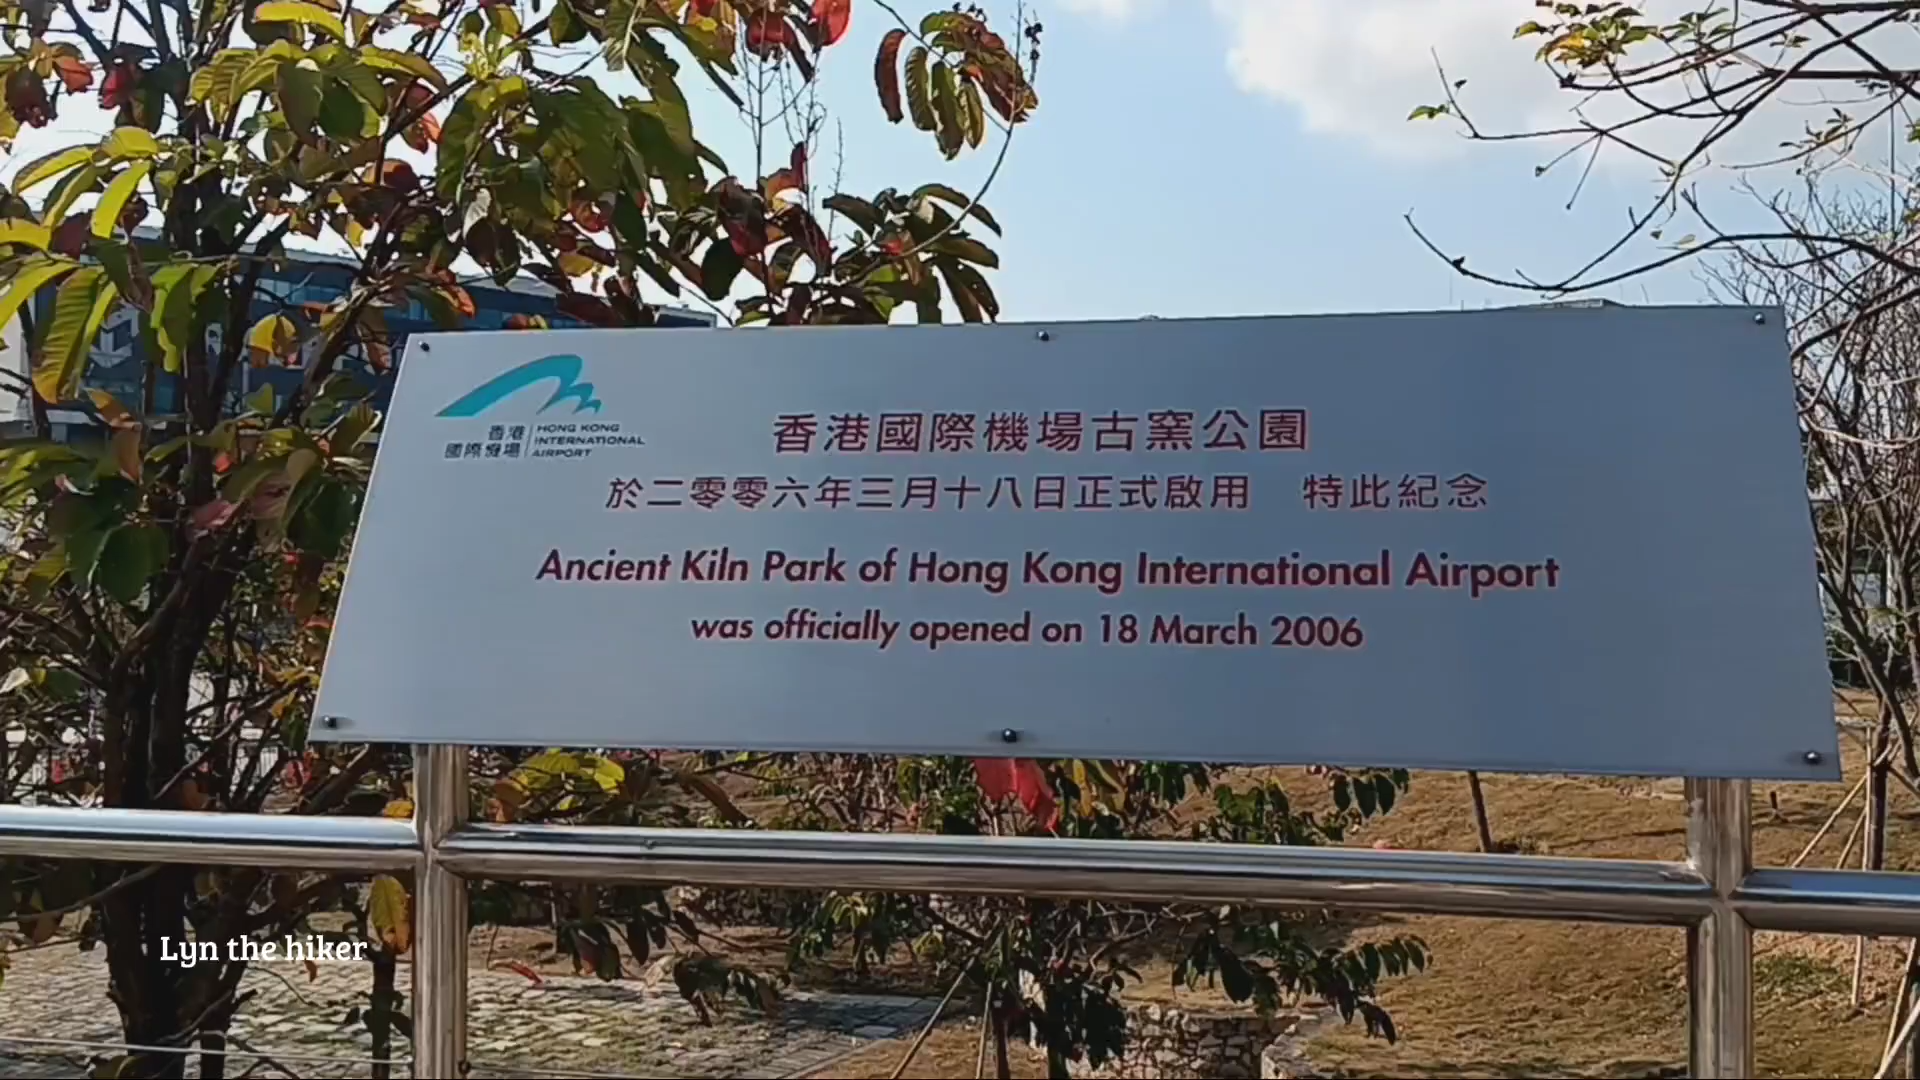 香港
國際機場
HONG KONG
INTERNATIONAL
AIRPORT
香港國際機場古窯公園
於二零零六年三月十八日正式啟用 特此紀念
Ancient Kiln Park of Hong Kong International Airport
was officially opened on 18 March 2006
Lyn the hiker